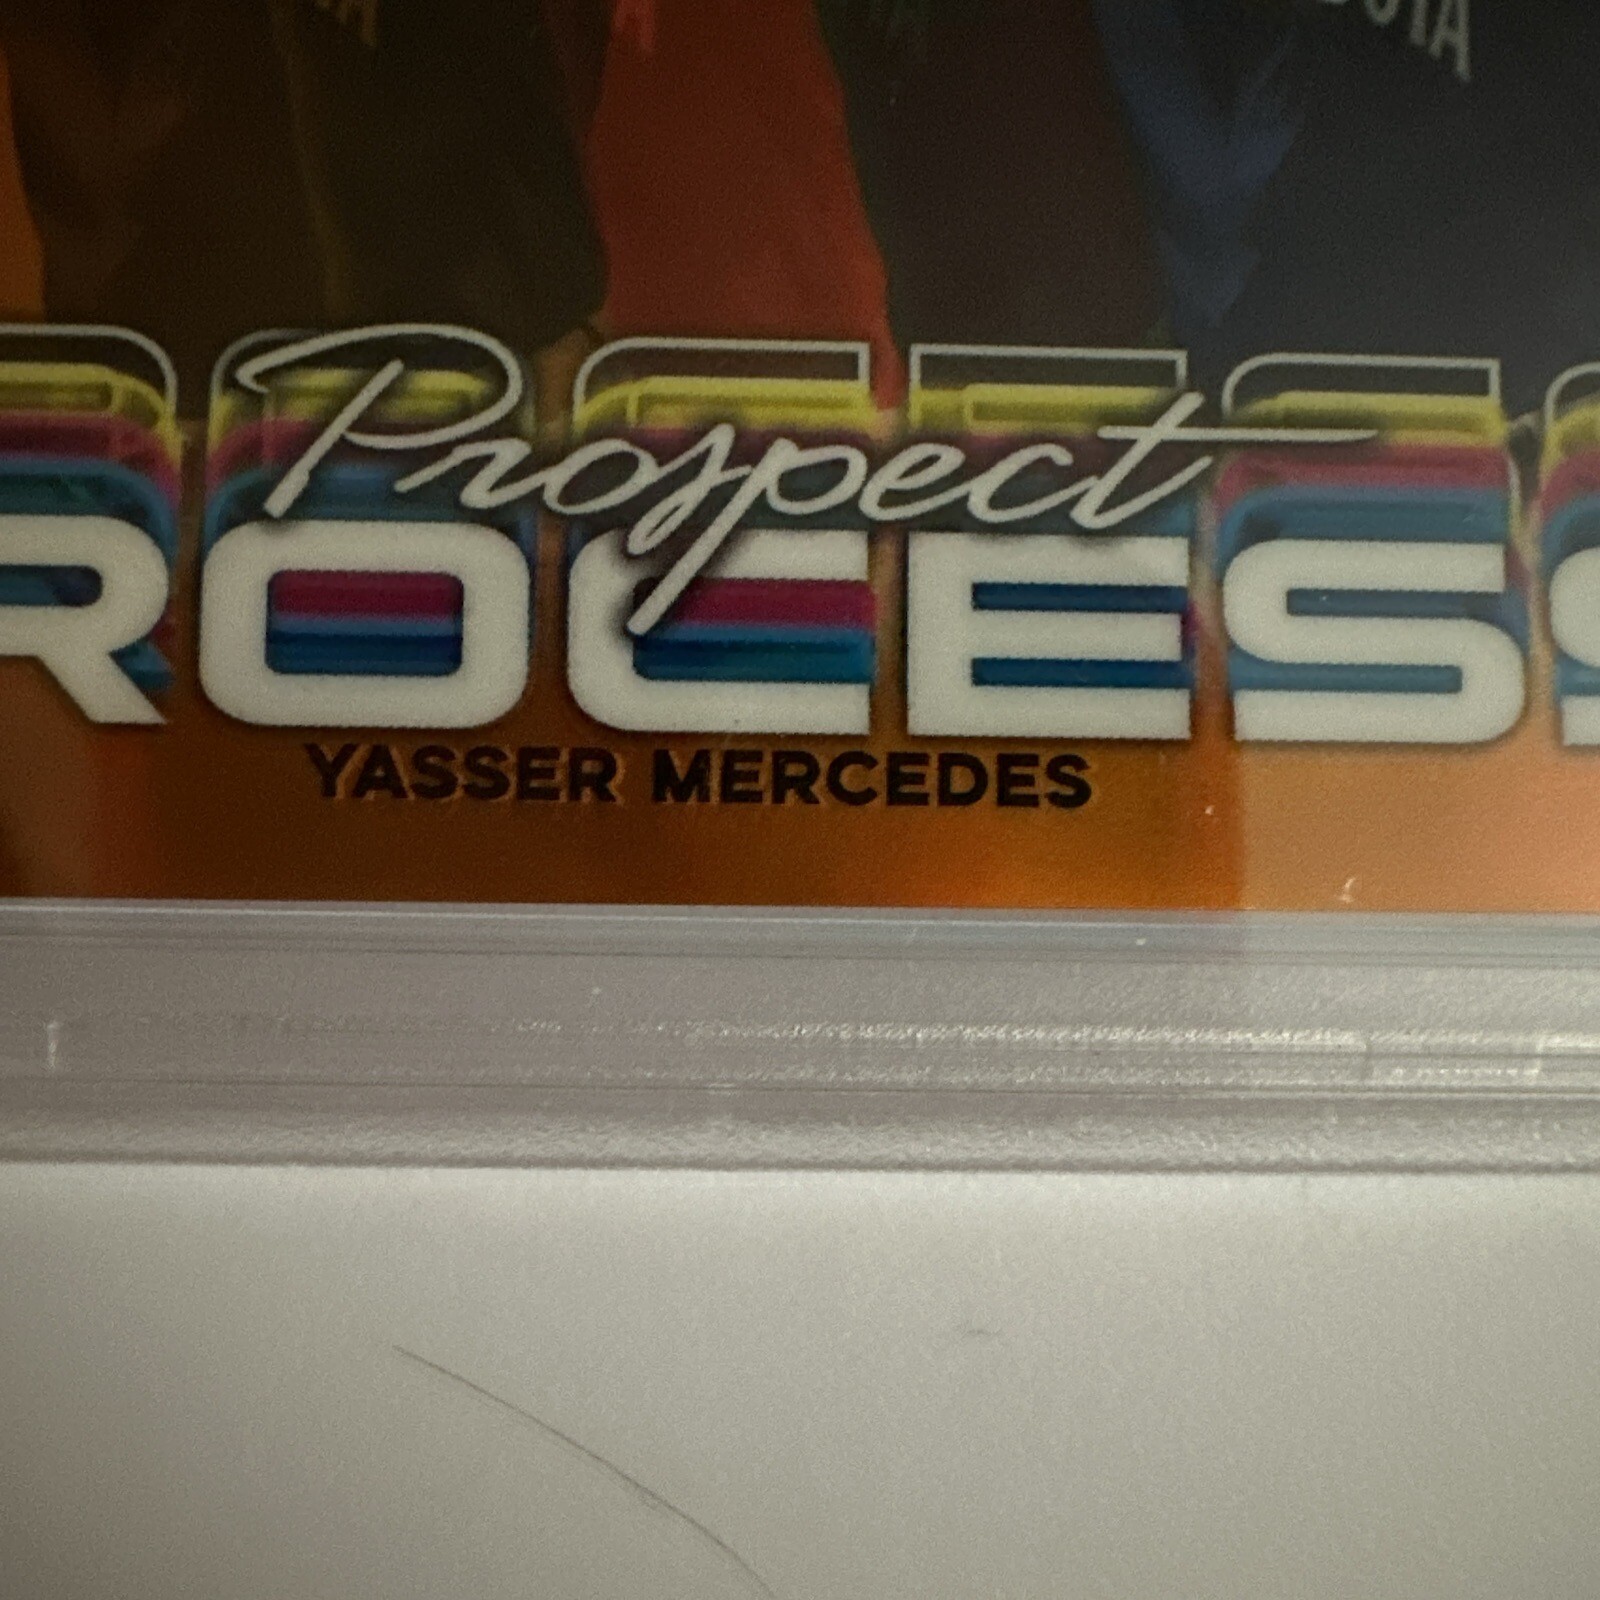 Prospect
ROCESS
YASSER MERCEDES